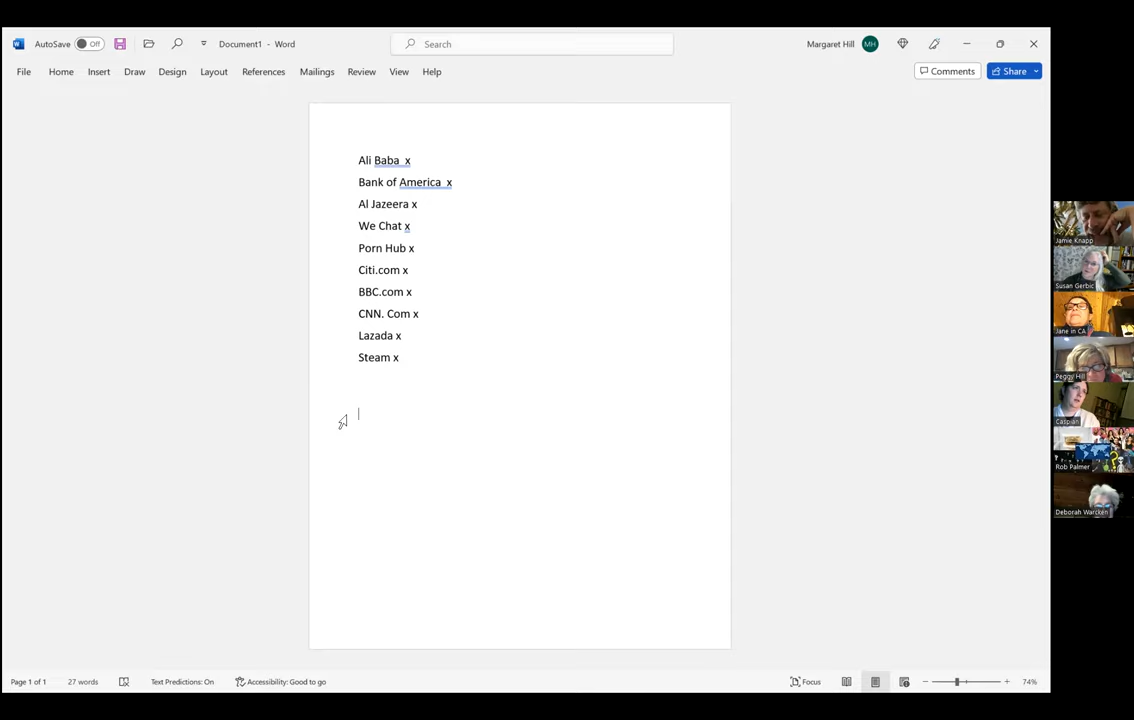 AutoSave Off Document1 - Word Search Margaret Hill MH
File Home Insert Draw Design Layout References Mailings Review View Help Comments Share
Ali Baba x
Bank of America x
Al Jazeera x
We Chat x
Porn Hub x
Citi.com x
BBC.com x
CNN. Com x
Lazada x
Steam x
Jamie Knapp
Susan Gerbic
Jane in CA
Peggy Hill
Caspian
Rob Palmer
Deborah Warcken
Page 1 of 1 27 words Text Predictions: On Accessibility: Good to go Focus 74%